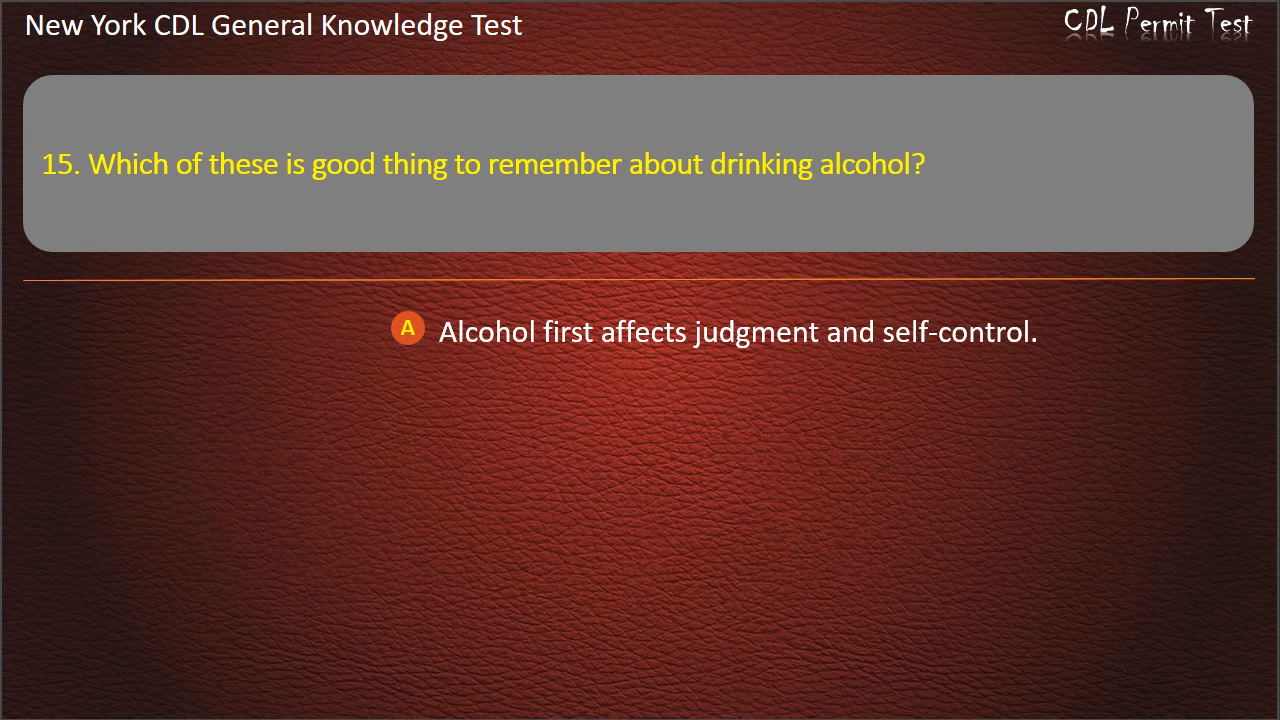 New York CDL General Knowledge Test
CDL Permit Test
15. Which of these is good thing to remember about drinking alcohol?
A Alcohol first affects judgment and self-control.